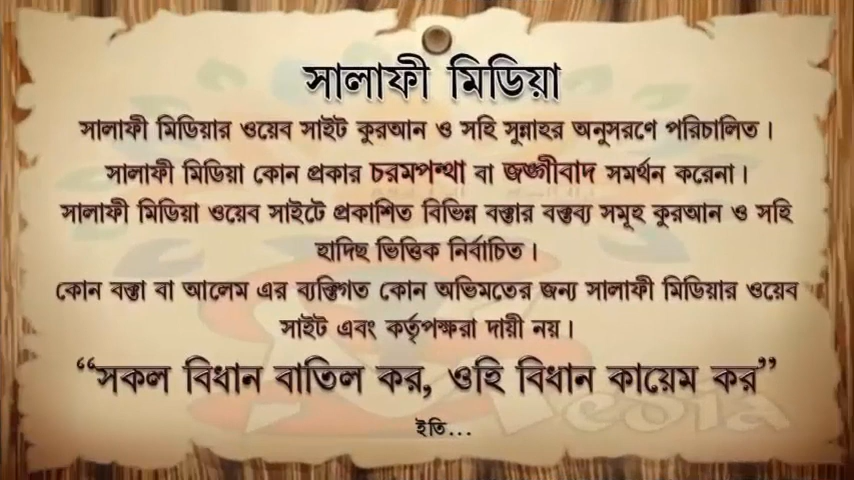 সালাফী মিডিয়া
সালাফী মিডিয়ার ওয়েব সাইট কুরআন ও সহি সুন্নাহর অনুসরণে পরিচালিত।
সালাফী মিডিয়া কোন প্রকার চরমপন্থা বা জঙ্গীবাদ সমর্থন করেনা।
সালাফী মিডিয়া ওয়েব সাইটে প্রকাশিত বিভিন্ন বক্তার বক্তব্য সমূহ কুরআন ও সহি
হাদিছ ভিত্তিক নির্বাচিত।
কোন বক্তা বা আলেম এর ব্যক্তিগত কোন অভিমতের জন্য সালাফী মিডিয়ার ওয়েব
সাইট এবং কর্তৃপক্ষরা দায়ী নয়।
“সকল বিধান বাতিল কর, ওহি বিধান কায়েম কর”
edia
ইতি...